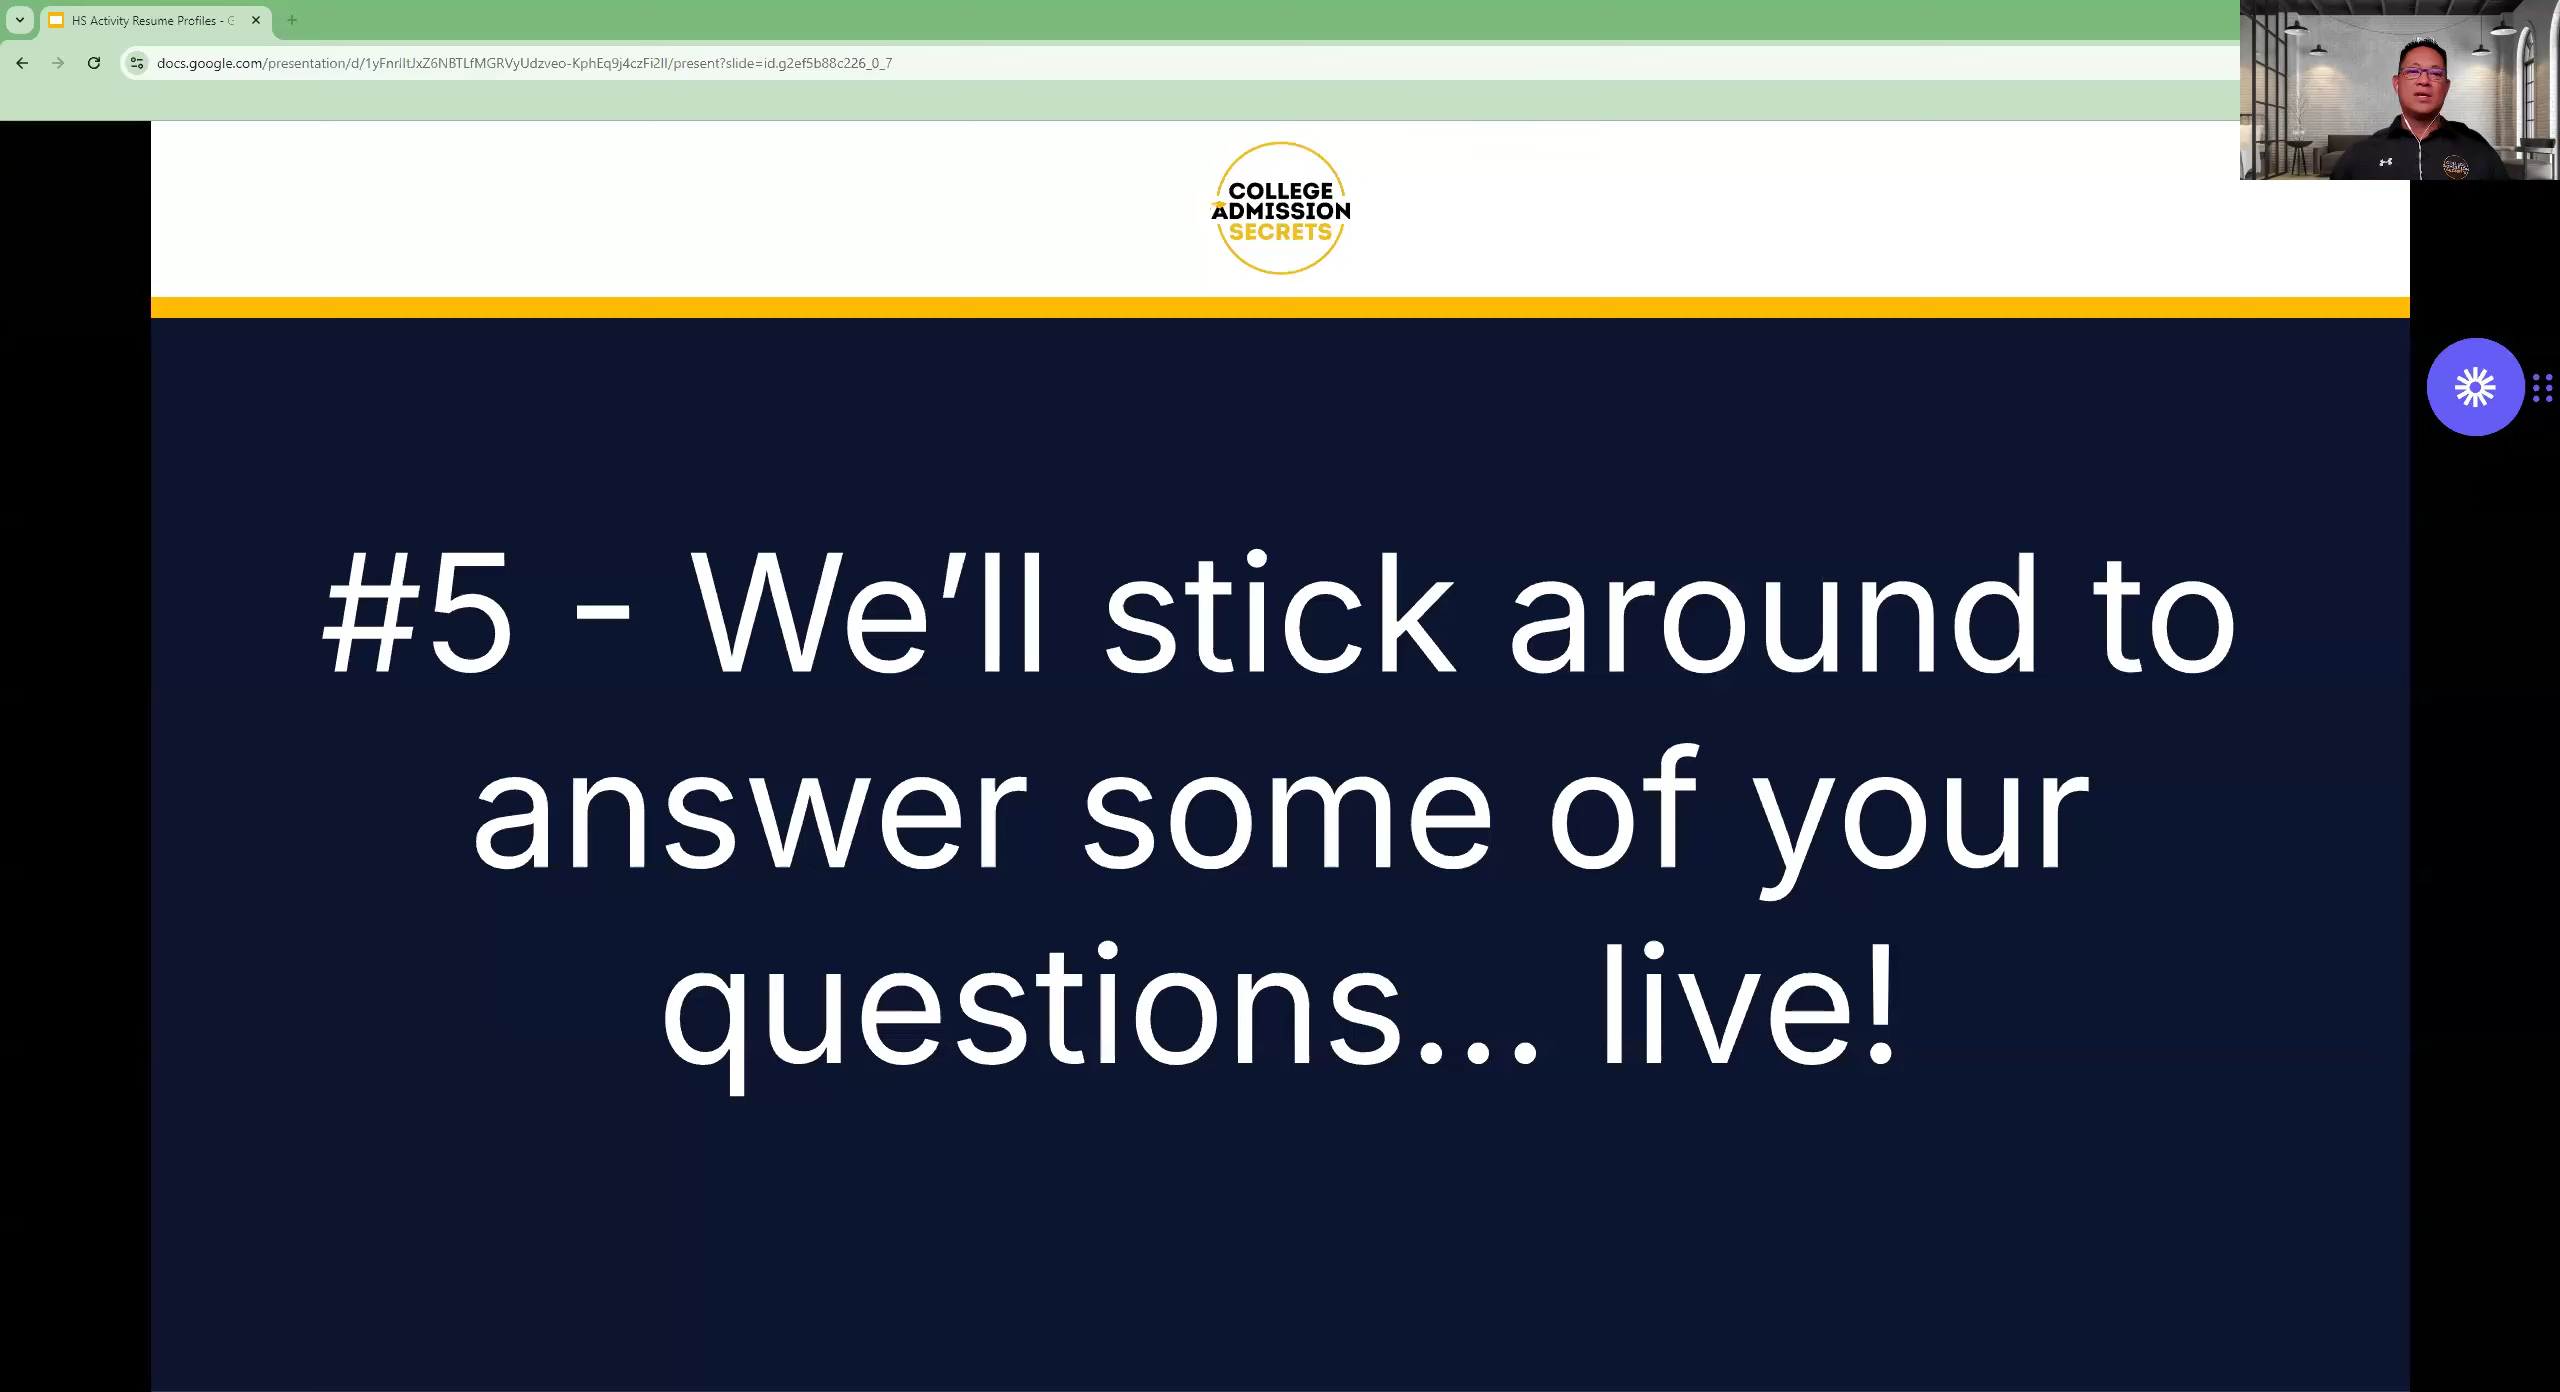 HS Activity Resume Profiles - G
docs.google.com/presentation/d/1yFnrlItJxZ6NBTLfMGRVyUdzveo-KphEq9j4czFi2lI/present?slide=id.g2ef5b88c226_0_7
COLLEGE
ADMISSION
SECRETS
#5 - We’ll stick around to
answer some of your
questions... live!